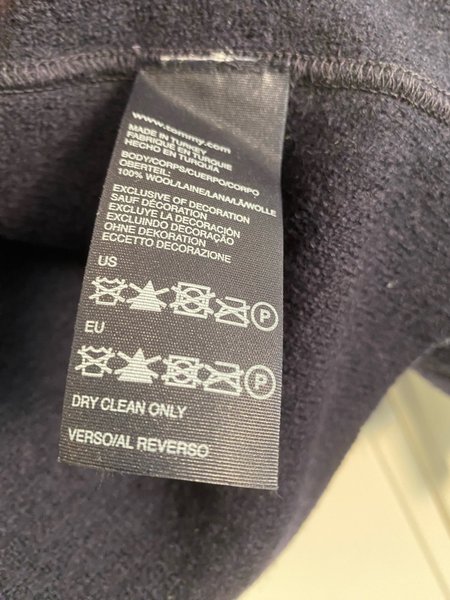 www.tommy.com
MADE IN TURKEY
FABRIQUÉ EN TURQUIE
HECHO EN TURQUIA
BODY/CORPS/CUERPO/CORPO
OBERTEIL:
100% WOOL/LAINE/LANA/LÃ/WOLLE
EXCLUSIVE OF DECORATION
SAUF DÉCORATION
EXCLUYE LA DECORACIÓN
EXCLUINDO DECORAÇÃO
OHNE DEKORATION
ECCETTO DECORAZIONE
US
P
EU
P
DRY CLEAN ONLY
VERSO/AL REVERSO